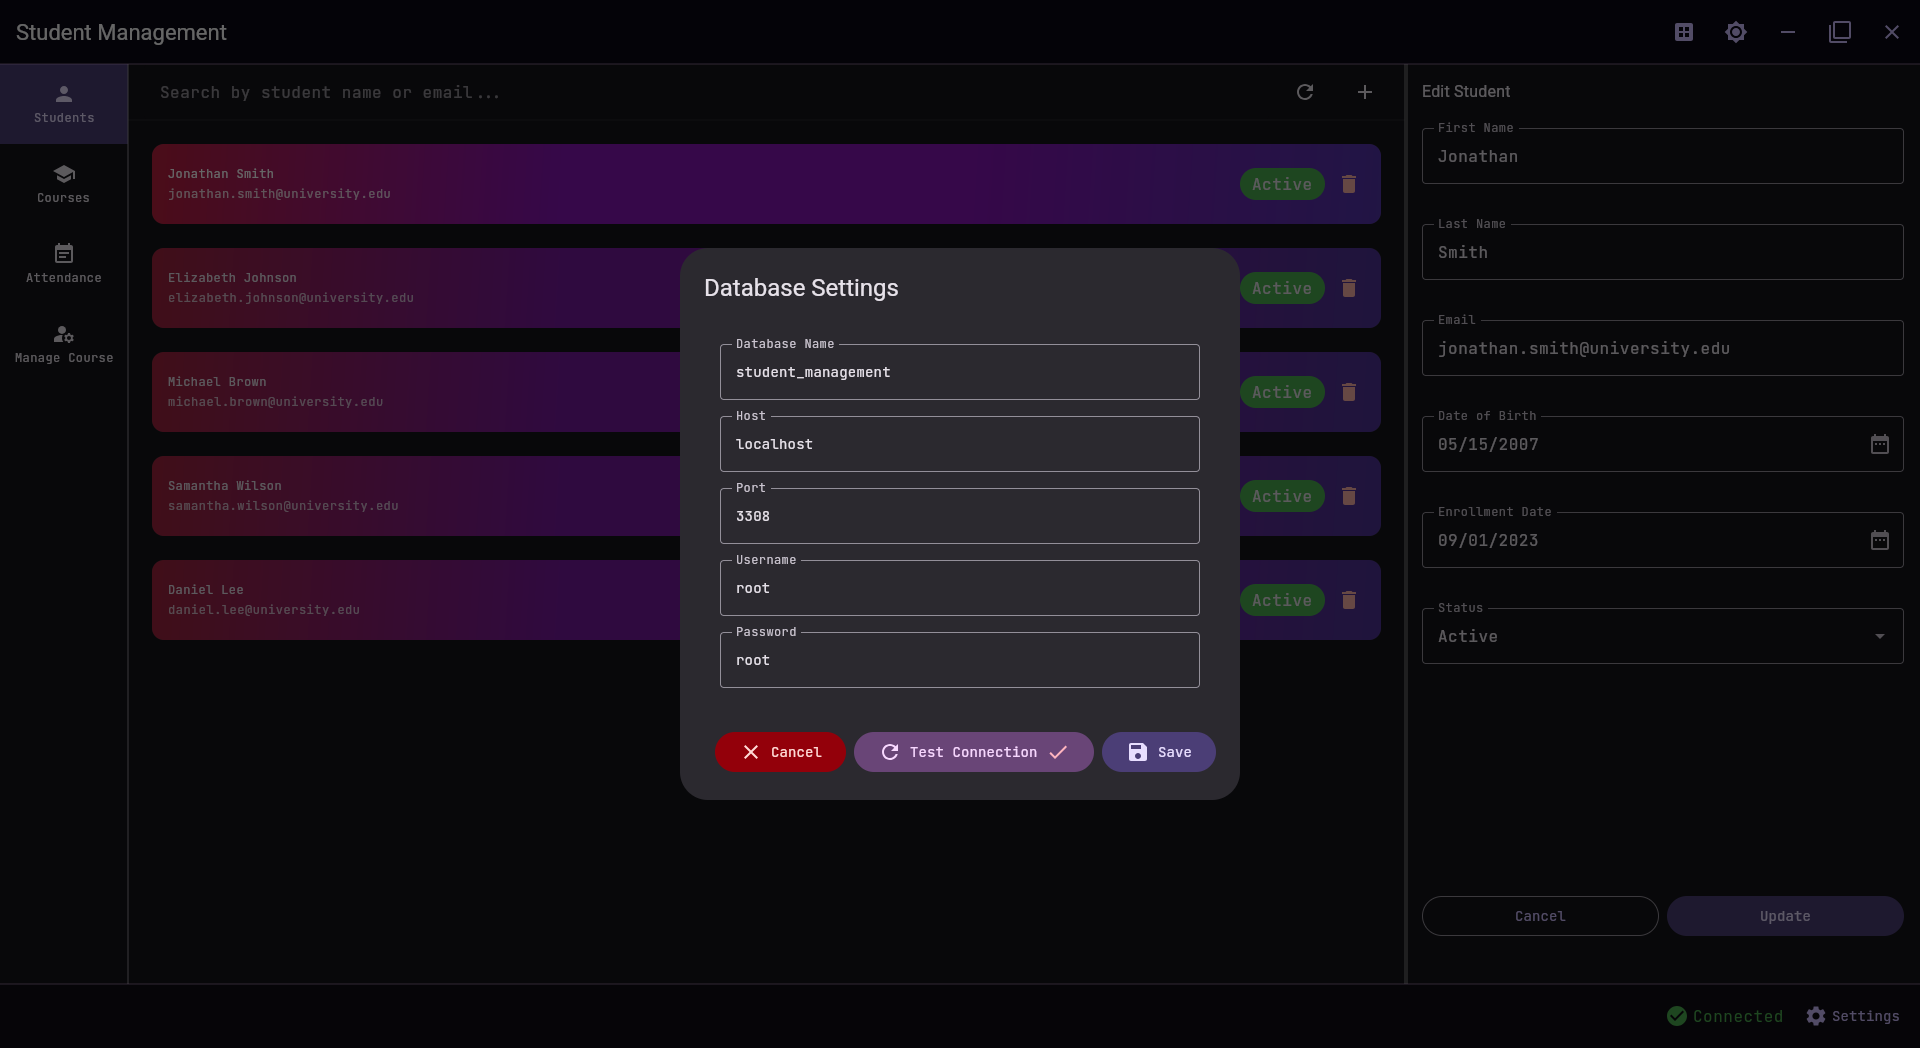 Student Management
Students
Courses
Attendance
Manage Course
Search by student name or email...
Jonathan Smith
jonathan.smith@university.edu
Active
Elizabeth Johnson
elizabeth.johnson@university.edu
Active
Michael Brown
michael.brown@university.edu
Active
Samantha Wilson
samantha.wilson@university.edu
Active
Daniel Lee
daniel.lee@university.edu
Active
Database Settings
Database Name
student_management
Host
localhost
Port
3308
Username
root
Password
root
Cancel
Test Connection
Save
Edit Student
First Name
Jonathan
Last Name
Smith
Email
jonathan.smith@university.edu
Date of Birth
05/15/2007
Enrollment Date
09/01/2023
Status
Active
Cancel
Update
Connected
Settings